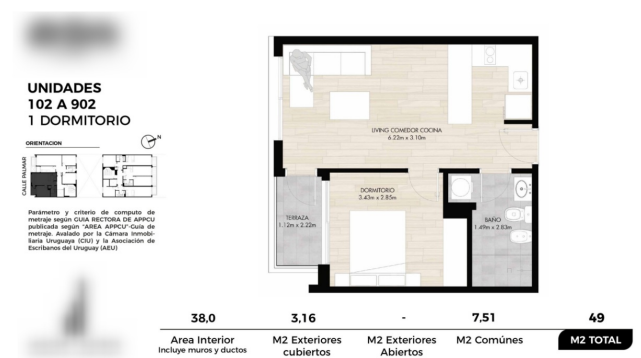 UNIDADES
102 A 902
1 DORMITORIO
ORIENTACION
N
CALLE PALMAR
Parámetro y criterio de computo de
metraje según GUIA RECTORA DE APPCU
publicada según "AREA APPCU"-Guía de
metraje. Avalado por la Cámara Inmobi-
liaria Uruguaya (CIU) y la Asociación de
Escribanos del Uruguay (AEU)
LIVING COMEDOR COCINA
6.23m x 3.10m
DORMITORIO
3.43m x 2.85m
TERRAZA
1.12m x 2.22m
BAÑO
1.49m x 2.83m
38,0
3,16
-
7,51
49
Area Interior
Incluye muros y ductos
M2 Exteriores
cubiertos
M2 Exteriores
Abiertos
M2 Comúnes
M2 TOTAL